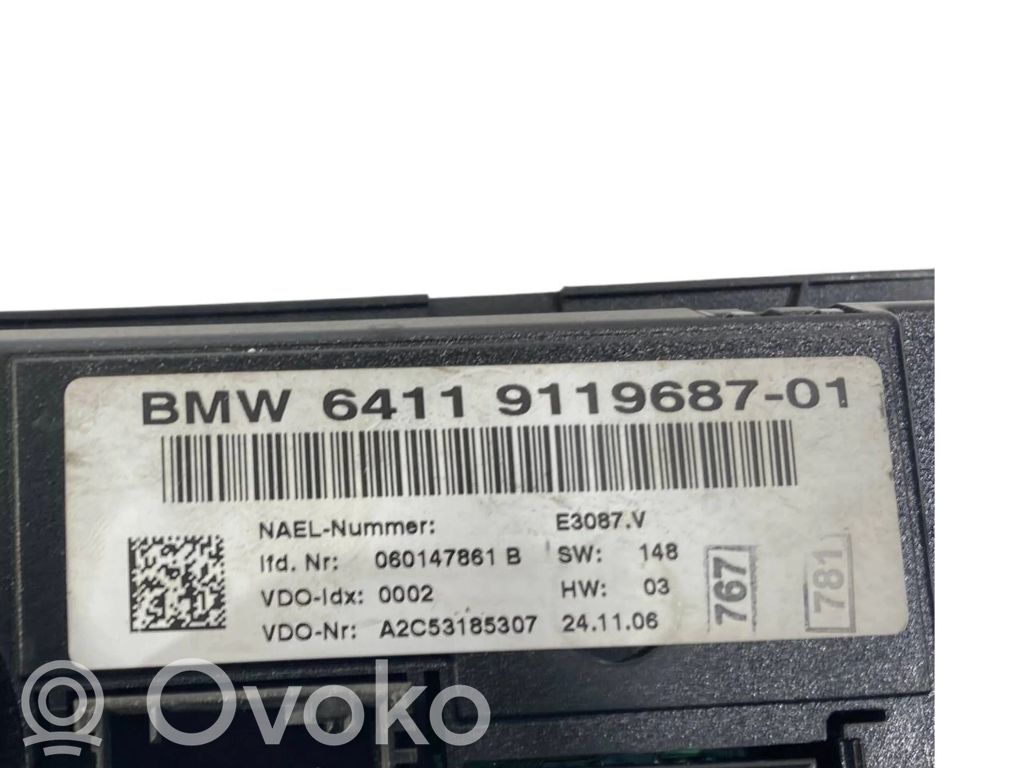 BMW 6411 9119687-01
NAEL-Nummer: E3087.V
lfd. Nr: 060147861 B SW: 148
VDO-Idx: 0002 HW: 03
VDO-Nr: A2C53185307 24.11.06
767
781
Ovoko